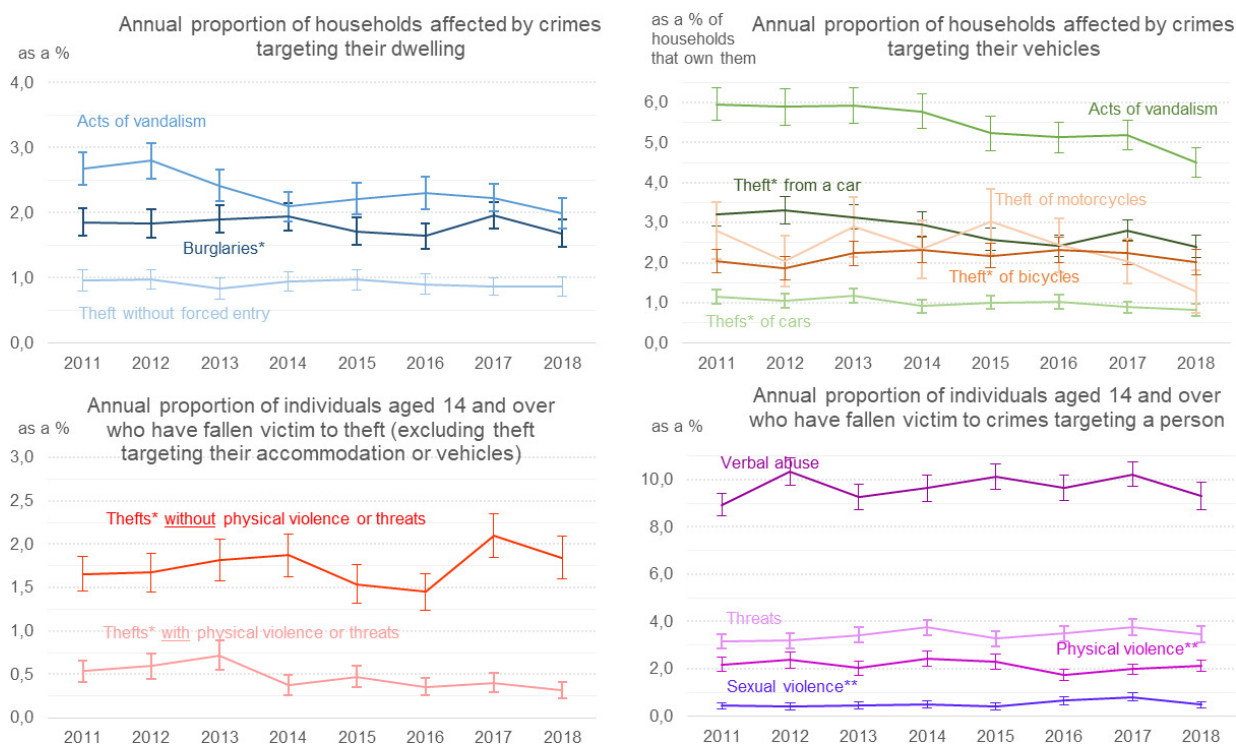 Annual proportion of households affected by crimes
targeting their dwelling
as a %
4,0
3,0
2,0
1,0
0,0
Acts of vandalism
Burglaries*
Theft without forced entry
2011 2012 2013 2014 2015 2016 2017 2018
Annual proportion of households affected by crimes
targeting their vehicles
as a % of
households
that own them
6,0
5,0
4,0
3,0
2,0
1,0
0,0
Acts of vandalism
Theft* from a car
Theft of motorcycles
Theft* of bicycles
Thefs* of cars
2011 2012 2013 2014 2015 2016 2017 2018
Annual proportion of individuals aged 14 and over
who have fallen victim to theft (excluding theft
targeting their accommodation or vehicles)
as a %
3,0
2,5
2,0
1,5
1,0
0,5
0,0
Thefts* without physical violence or threats
Thefts* with physical violence or threats
2011 2012 2013 2014 2015 2016 2017 2018
Annual proportion of individuals aged 14 and over
who have fallen victim to crimes targeting a person
as a %
10,0
8,0
6,0
4,0
2,0
0,0
Verbal abuse
Threats
Physical violence**
Sexual violence**
2011 2012 2013 2014 2015 2016 2017 2018